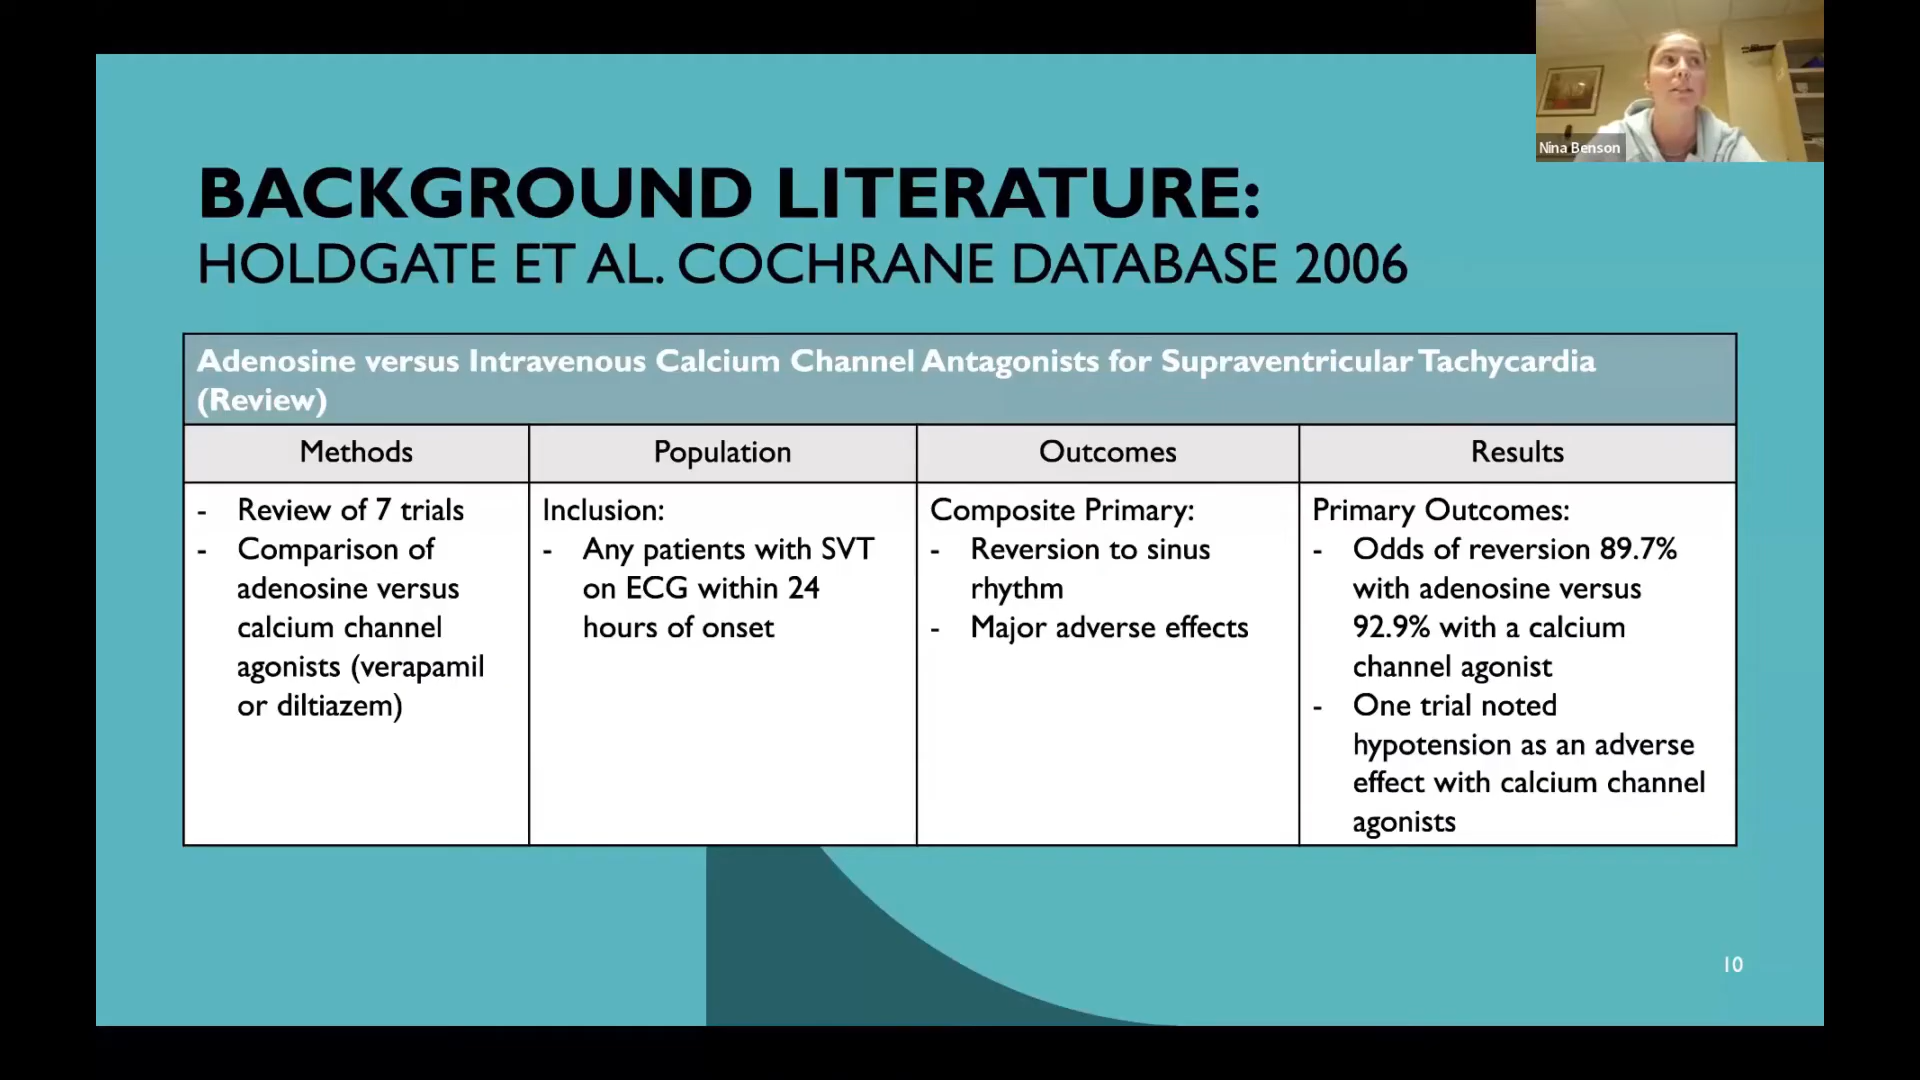 Nina Benson
BACKGROUND LITERATURE:
HOLDGATE ET AL. COCHRANE DATABASE 2006
Adenosine versus Intravenous Calcium Channel Antagonists for Supraventricular Tachycardia
(Review)
Methods
Population
Outcomes
Results
- Review of 7 trials
- Comparison of
adenosine versus
calcium channel
agonists (verapamil
or diltiazem)
Inclusion:
- Any patients with SVT
on ECG within 24
hours of onset
Composite Primary:
- Reversion to sinus
rhythm
- Major adverse effects
Primary Outcomes:
- Odds of reversion 89.7%
with adenosine versus
92.9% with a calcium
channel agonist
- One trial noted
hypotension as an adverse
effect with calcium channel
agonists
10